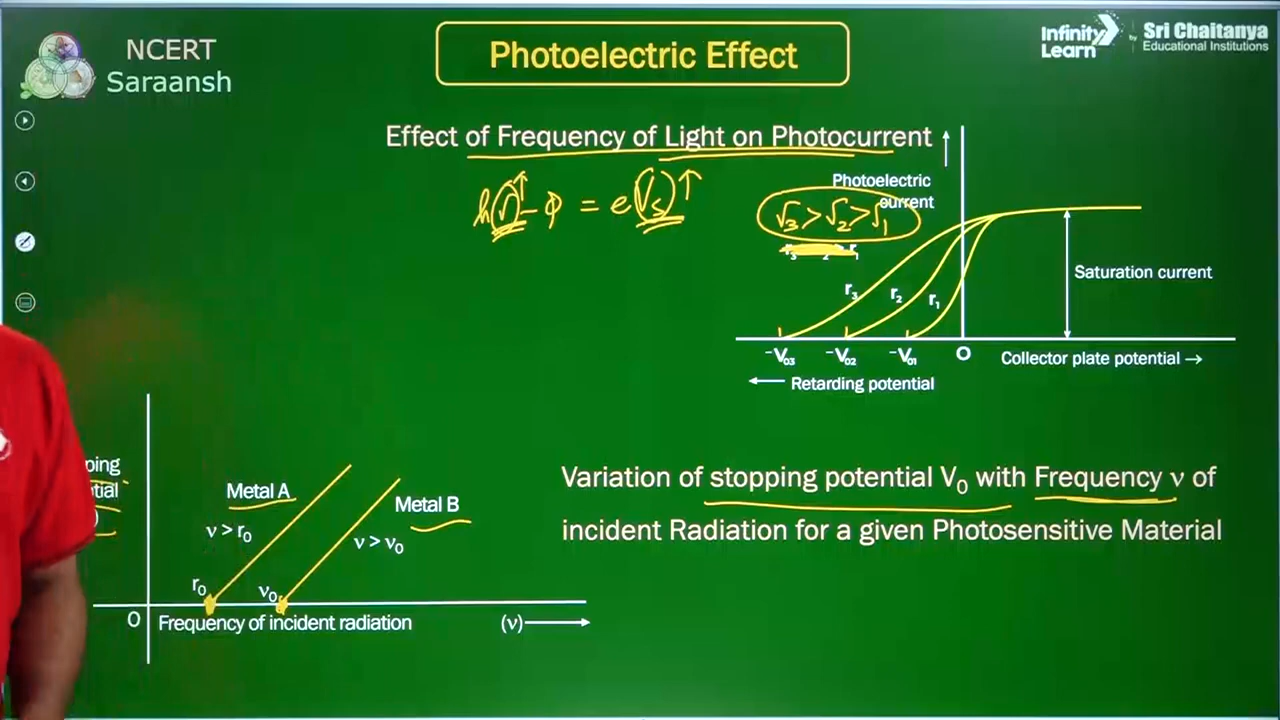 NCERT
Saraansh
Photoelectric Effect
Infinity
Learn
by
Sri Chaitanya
Educational Institutions
Effect of Frequency of Light on Photocurrent
h(ν)↑ - φ = e(Vs)↑
Photoelectric
current
ν3 > ν2 > ν1
r3
r2
r1
Saturation current
-V03
-V02
-V01
O
Collector plate potential →
← Retarding potential
ping
tial
)
Metal A
ν > r0
r0
Metal B
ν > ν0
ν0
O
Frequency of incident radiation
(ν)
Variation of stopping potential V0 with Frequency ν of
incident Radiation for a given Photosensitive Material